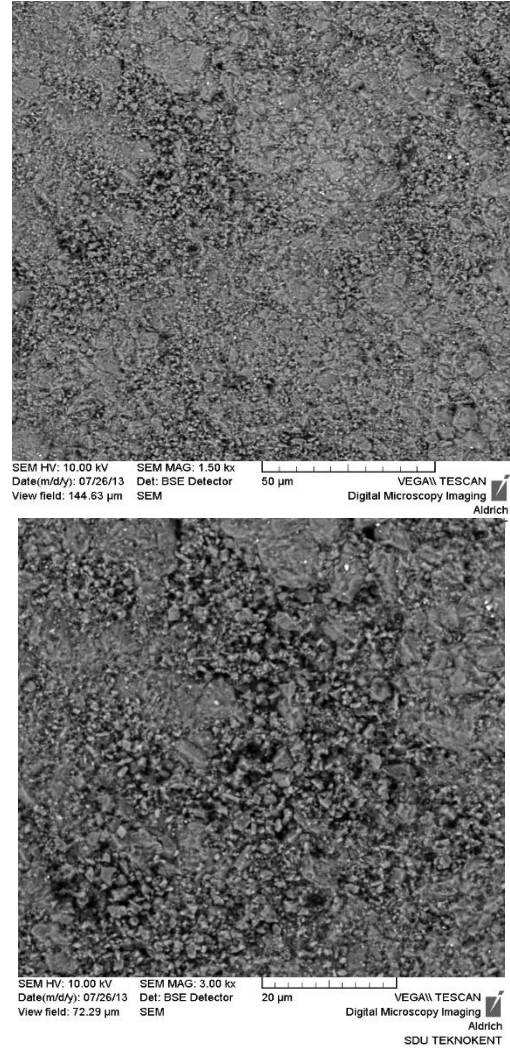 SEM HV: 10.00 kV SEM MAG: 1.50 kx
Date(m/d/y): 07/26/13 Det: BSE Detector 50 µm VEGA\\ TESCAN
View field: 144.63 µm SEM Digital Microscopy Imaging
Aldrich
SEM HV: 10.00 kV SEM MAG: 3.00 kx
Date(m/d/y): 07/26/13 Det: BSE Detector 20 µm VEGA\\ TESCAN
View field: 72.29 µm SEM Digital Microscopy Imaging
Aldrich
SDU TEKNOKENT